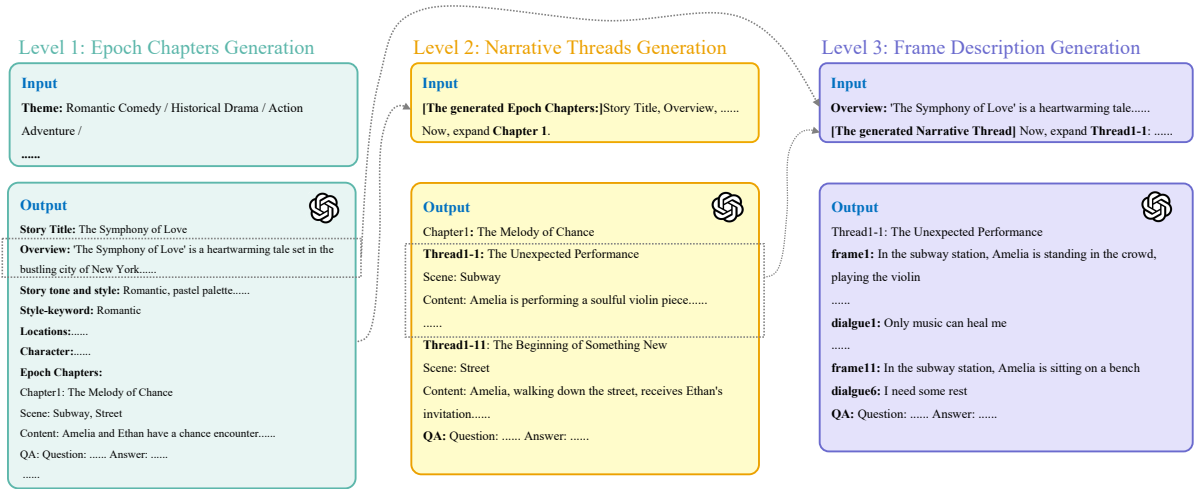 Level 1: Epoch Chapters Generation
Input
Theme: Romantic Comedy / Historical Drama / Action
Adventure /
......
Output
Story Title: The Symphony of Love
Overview: 'The Symphony of Love' is a heartwarming tale set in the
bustling city of New York......
Story tone and style: Romantic, pastel palette......
Style-keyword: Romantic
Locations:......
Character:......
Epoch Chapters:
Chapter1: The Melody of Chance
Scene: Subway, Street
Content: Amelia and Ethan have a chance encounter......
QA: Question: ...... Answer: ......
......
Level 2: Narrative Threads Generation
Input
[The generated Epoch Chapters:]Story Title, Overview, ......
Now, expand Chapter 1.
Output
Chapter1: The Melody of Chance
Thread1-1: The Unexpected Performance
Scene: Subway
Content: Amelia is performing a soulful violin piece......
......
Thread1-11: The Beginning of Something New
Scene: Street
Content: Amelia, walking down the street, receives Ethan's
invitation......
QA: Question: ...... Answer: ......
Level 3: Frame Description Generation
Input
Overview: 'The Symphony of Love' is a heartwarming tale......
[The generated Narrative Thread] Now, expand Thread1-1: ......
Output
Thread1-1: The Unexpected Performance
frame1: In the subway station, Amelia is standing in the crowd,
playing the violin
......
dialgue1: Only music can heal me
......
frame11: In the subway station, Amelia is sitting on a bench
dialgue6: I need some rest
QA: Question: ...... Answer: ......